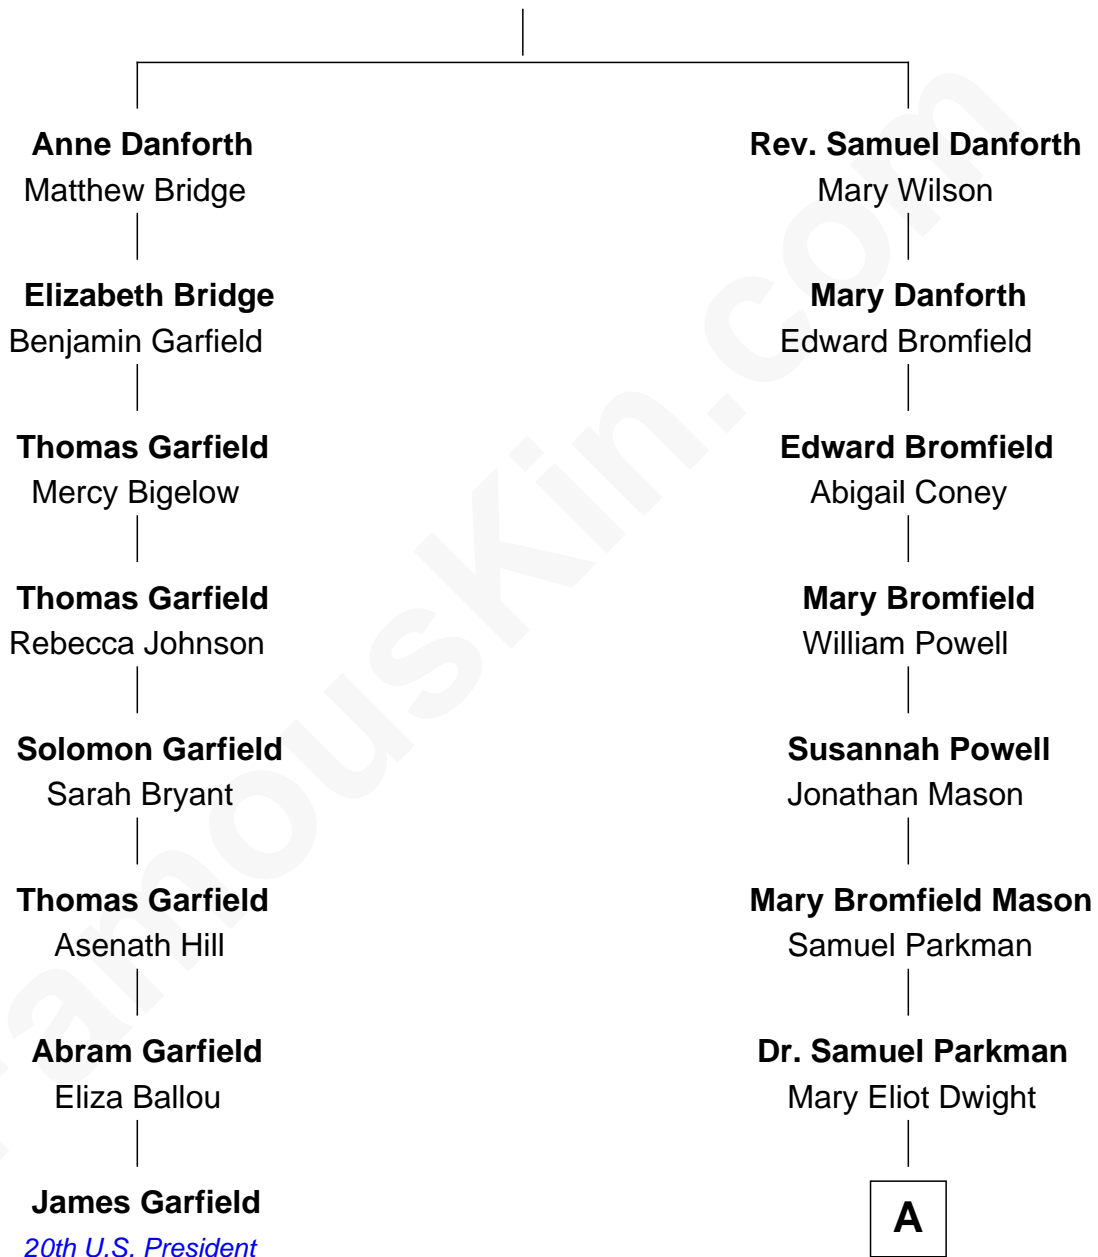 Anne Danforth
Matthew Bridge
Elizabeth Bridge
Benjamin Garfield
Thomas Garfield
Mercy Bigelow
Thomas Garfield
Rebecca Johnson
Solomon Garfield
Sarah Bryant
Thomas Garfield
Asenath Hill
Abram Garfield
Eliza Ballou
James Garfield
20th U.S. President
Rev. Samuel Danforth
Mary Wilson
Mary Danforth
Edward Bromfield
Edward Bromfield
Abigail Coney
Mary Bromfield
William Powell
Susannah Powell
Jonathan Mason
Mary Bromfield Mason
Samuel Parkman
Dr. Samuel Parkman
Mary Eliot Dwight
A
FamousKin.com